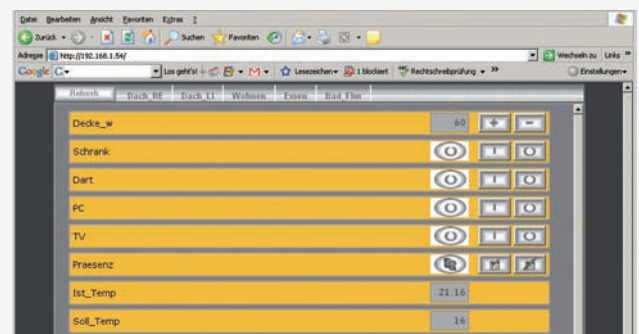 Datei Bearbeiten Ansicht Favoriten Extras ?
Zurück Suchen Favoriten
Adresse http://192.168.1.54/ Wechseln zu Links »
Google G Los geht's! M 1 blockiert Lesezeichen Rechtschreibprüfung » Einstellungen
Refresh Dach_RE Dach_LI Wohnen Essen Bad_Flur
Decke_w 60 + -
Schrank I O
Dart I O
PC I O
TV I O
Praesenz
Ist_Temp 21.16
Soll_Temp 16